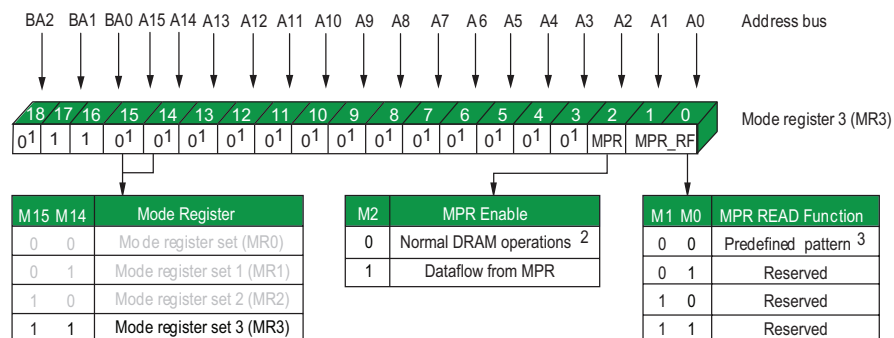 BA2 BA1 BA0 A15 A14 A13 A12 A11 A10 A9 A8 A7 A6 A5 A4 A3 A2 A1 A0 Address bus
18 17 16 15 14 13 12 11 10 9 8 7 6 5 4 3 2 1 0 Mode register 3 (MR3)
0¹ 1 1 0¹ 0¹ 0¹ 0¹ 0¹ 0¹ 0¹ 0¹ 0¹ 0¹ 0¹ 0¹ 0¹ MPR MPR_RF
M15 M14 Mode Register
0 0 Mode register set (MR0)
0 1 Mode register set 1 (MR1)
1 0 Mode register set 2 (MR2)
1 1 Mode register set 3 (MR3)
M2 MPR Enable
0 Normal DRAM operations ²
1 Dataflow from MPR
M1 M0 MPR READ Function
0 0 Predefined pattern ³
0 1 Reserved
1 0 Reserved
1 1 Reserved